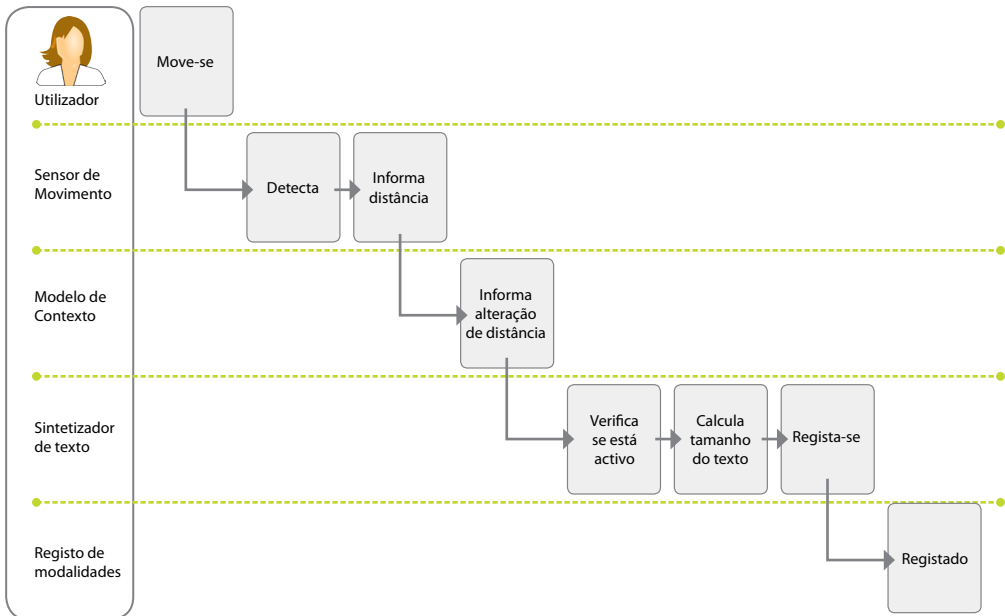 Utilizador
Move-se
Sensor de
Movimento
Detecta
Informa
distância
Modelo de
Contexto
Informa
alteração
de distância
Sintetizador
de texto
Verifica
se está
activo
Calcula
tamanho
do texto
Regista-se
Registo de
modalidades
Registado